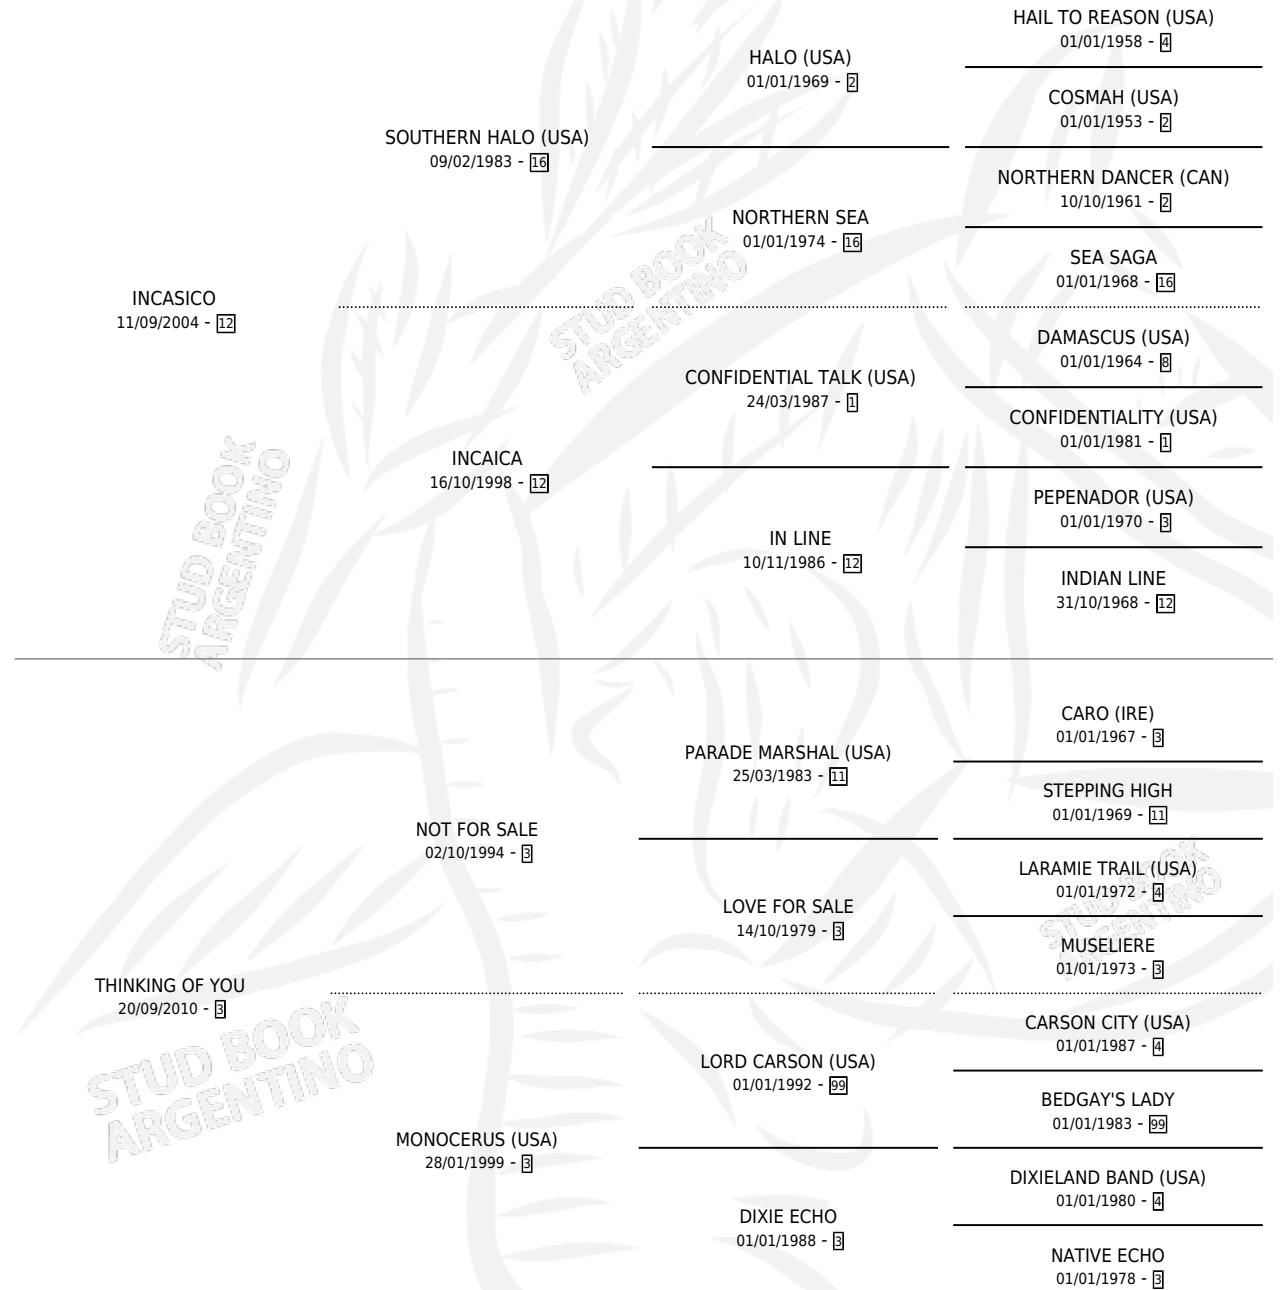 HAIL TO REASON (USA)
01/01/1958 - 4
HALO (USA)
01/01/1969 - 2
COSMAH (USA)
01/01/1953 - 2
SOUTHERN HALO (USA)
09/02/1983 - 16
NORTHERN DANCER (CAN)
10/10/1961 - 2
NORTHERN SEA
01/01/1974 - 16
SEA SAGA
01/01/1968 - 16
STUD BOOK
ARGENTINO
INCASICO
11/09/2004 - 12
DAMASCUS (USA)
01/01/1964 - 8
CONFIDENTIAL TALK (USA)
24/03/1987 - 1
CONFIDENTIALITY (USA)
01/01/1981 - 1
INCAICA
16/10/1998 - 12
PEPENADOR (USA)
01/01/1970 - 3
IN LINE
10/11/1986 - 12
INDIAN LINE
31/10/1968 - 12
STUD BOOK
ARGENTINO
CARO (IRE)
01/01/1967 - 3
PARADE MARSHAL (USA)
25/03/1983 - 11
STEPPING HIGH
01/01/1969 - 11
NOT FOR SALE
02/10/1994 - 3
LARAMIE TRAIL (USA)
01/01/1972 - 4
LOVE FOR SALE
14/10/1979 - 3
MUSELIERE
01/01/1973 - 3
STUD BOOK
ARGENTINO
THINKING OF YOU
20/09/2010 - 3
CARSON CITY (USA)
01/01/1987 - 4
LORD CARSON (USA)
01/01/1992 - 99
BEDGAY'S LADY
01/01/1983 - 99
STUD BOOK
ARGENTINO
MONOCERUS (USA)
28/01/1999 - 3
DIXIELAND BAND (USA)
01/01/1980 - 4
DIXIE ECHO
01/01/1988 - 3
NATIVE ECHO
01/01/1978 - 3